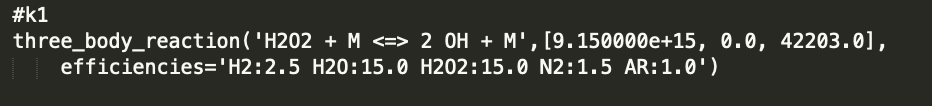 #k1
three_body_reaction('H2O2 + M <=> 2 OH + M',[9.150000e+15, 0.0, 42203.0],
efficiencies='H2:2.5 H2O:15.0 H2O2:15.0 N2:1.5 AR:1.0')